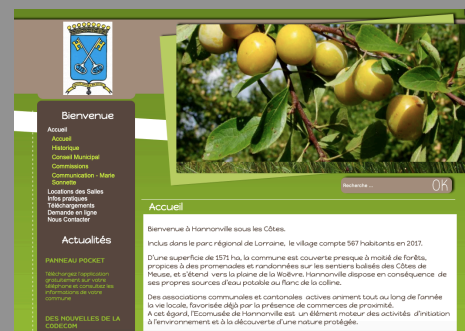 Recherche ...
OK
Bienvenue
Accueil
Accueil
Historique
Conseil Municipal
Commissions
Communication - Marie
Sonnette
Locations des Salles
Infos pratiques
Téléchargements
Demande en ligne
Nous Contacter
Actualités
PANNEAU POCKET
Téléchargez l'application
gratuitement sur votre
téléphone et consultez les
informations de votre
commune
DES NOUVELLES DE LA
CODECOM
Accueil
Bienvenue à Hannonville sous les Côtes.
Inclus dans le parc régional de Lorraine, le village compte 567 habitants en 2017.
D'une superficie de 1571 ha, la commune est couverte presque à moitié de forêts,
propices à des promenades et randonnées sur les sentiers balisés des Côtes de
Meuse, et s'étend vers la plaine de la Woëvre. Hannonville dispose en conséquence de
ses propres sources d'eau potable au flanc de la colline.
Des associations communales et cantonales actives animent tout au long de l'année
la vie locale, favorisée déjà par la présence de commerces de proximité.
A cet égard, l'Ecomusée de Hannonville est un élément moteur des activités d'initiation
à l'environnement et à la découverte d'une nature protégée.